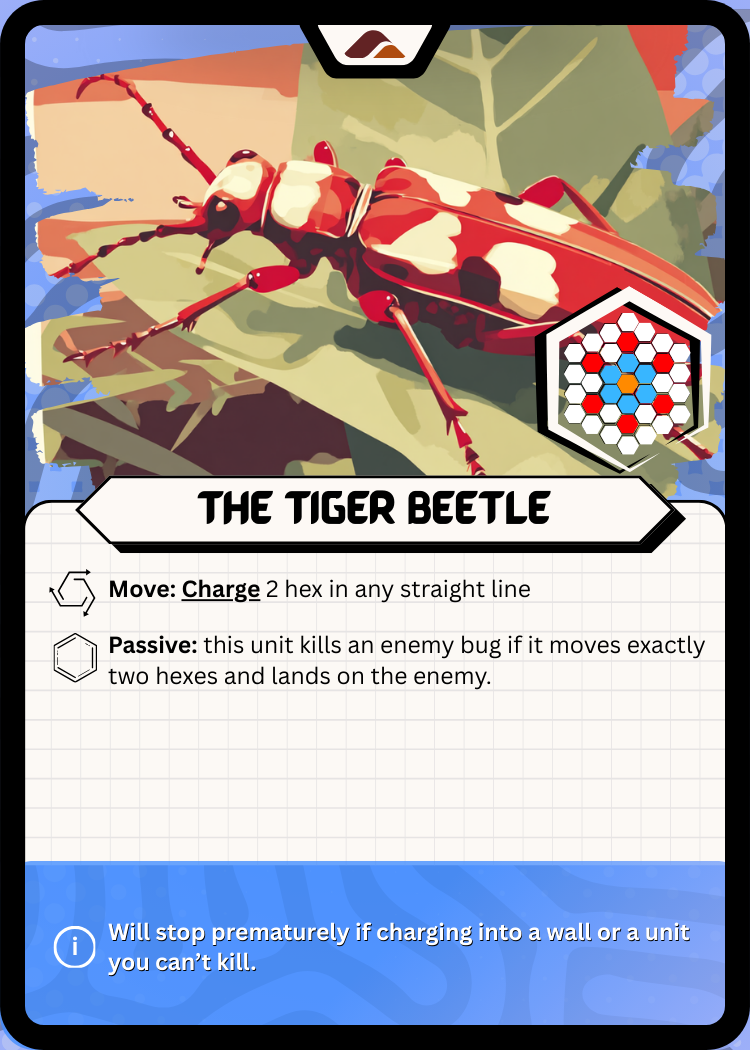 THE TIGER BEETLE
Move: Charge 2 hex in any straight line
Passive: this unit kills an enemy bug if it moves exactly
two hexes and lands on the enemy.
i
Will stop prematurely if charging into a wall or a unit
you can’t kill.